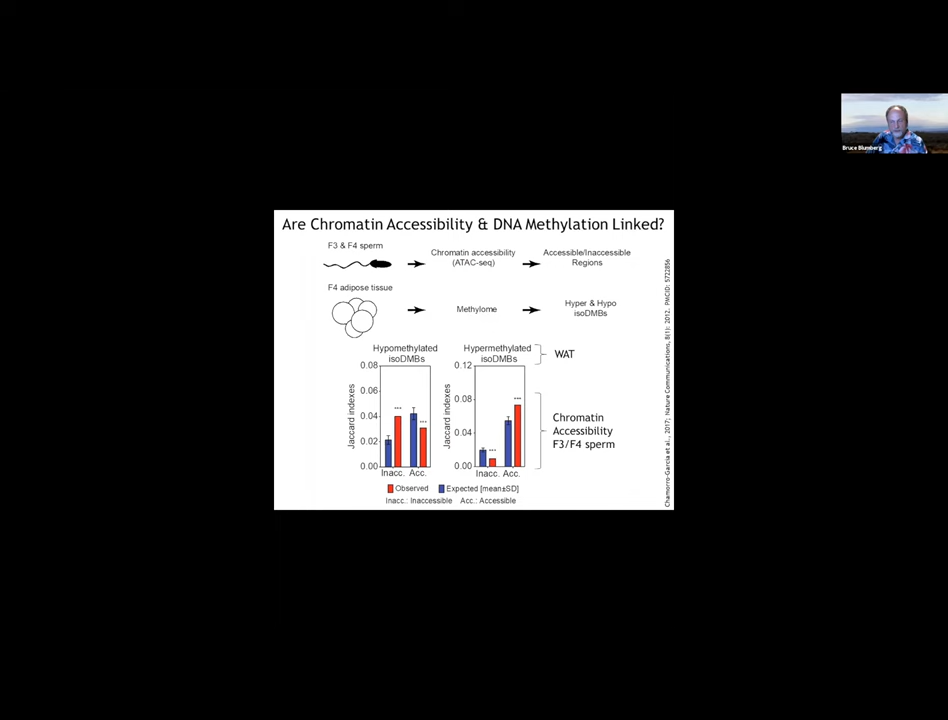 Bruce Blumberg
Are Chromatin Accessibility & DNA Methylation Linked?
F3 & F4 sperm
Chromatin accessibility
(ATAC-seq)
Accessible/Inaccessible
Regions
F4 adipose tissue
Methylome
Hyper & Hypo
isoDMBs
Hypomethylated
isoDMBs
Jaccard indexes
0.08
0.06
0.04
0.02
0.00
***
***
Inacc. Acc.
Hypermethylated
isoDMBs
Jaccard indexes
0.12
0.08
0.04
0.00
***
***
Inacc. Acc.
WAT
Chromatin
Accessibility
F3/F4 sperm
Observed
Expected [mean±SD]
Inacc.: Inaccessible
Acc.: Accessible
Chamorro-Garcia et al., 2017; Nature Communications, 8(1): 2012. PMCID: 5722856